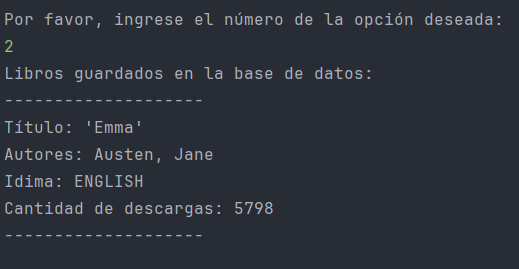 Por favor, ingrese el número de la opción deseada:
2
Libros guardados en la base de datos:
--------------------
Título: 'Emma'
Autores: Austen, Jane
Idima: ENGLISH
Cantidad de descargas: 5798
--------------------